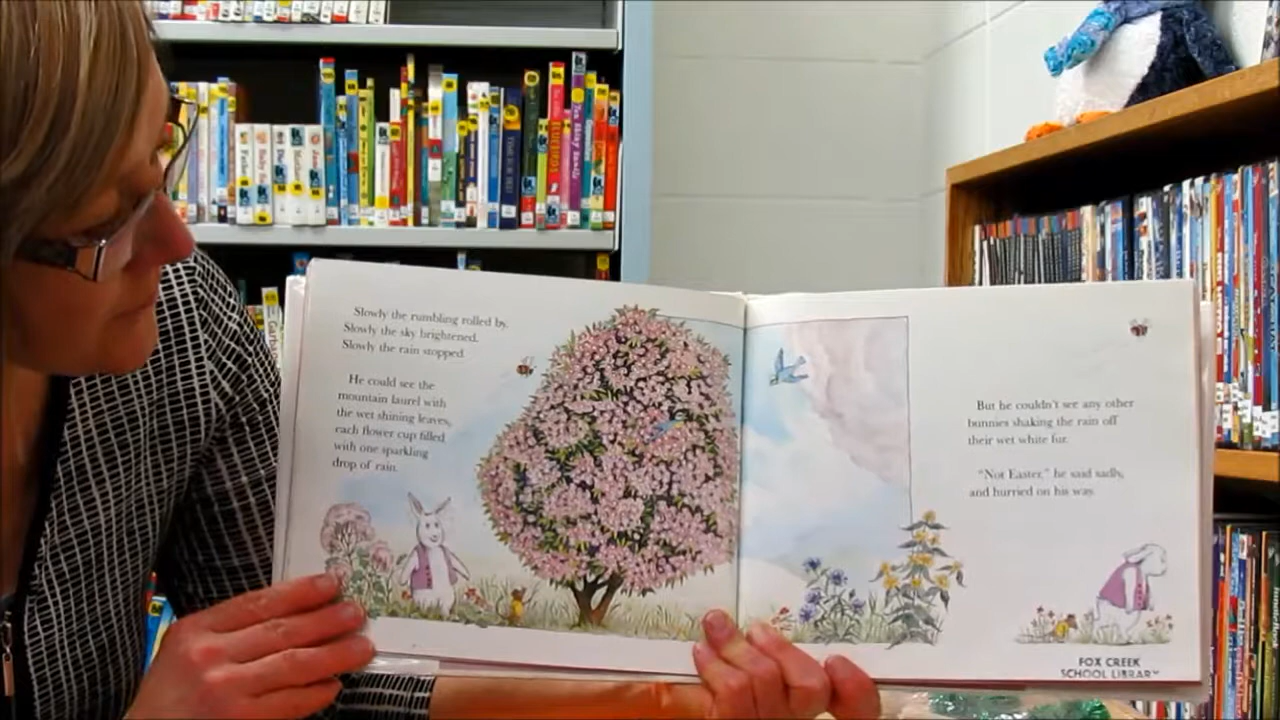 Slowly the rumbling rolled by.
Slowly the sky brightened.
Slowly the rain stopped.
He could see the
mountain laurel with
the wet shining leaves,
each flower cup filled
with one sparkling
drop of rain.
But he couldn't see any other
bunnies shaking the rain off
their wet white fur.
"Not Easter," he said sadly,
and hurried on his way.
FOX CREEK
SCHOOL LIBRARY